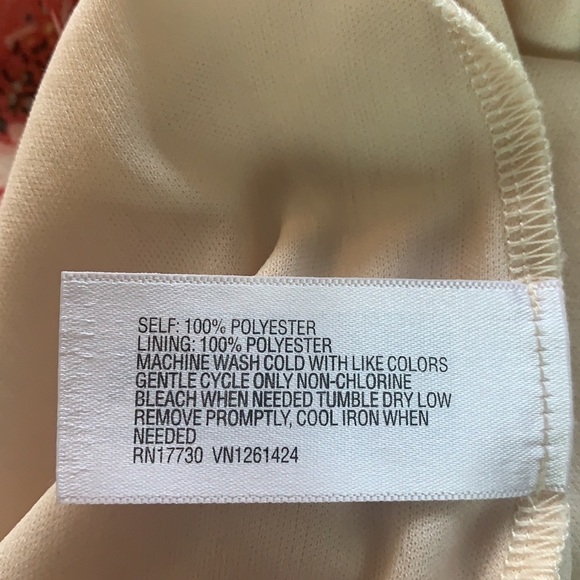 SELF: 100% POLYESTER
LINING: 100% POLYESTER
MACHINE WASH COLD WITH LIKE COLORS
GENTLE CYCLE ONLY NON-CHLORINE
BLEACH WHEN NEEDED TUMBLE DRY LOW
REMOVE PROMPTLY, COOL IRON WHEN
NEEDED
RN17730 VN1261424